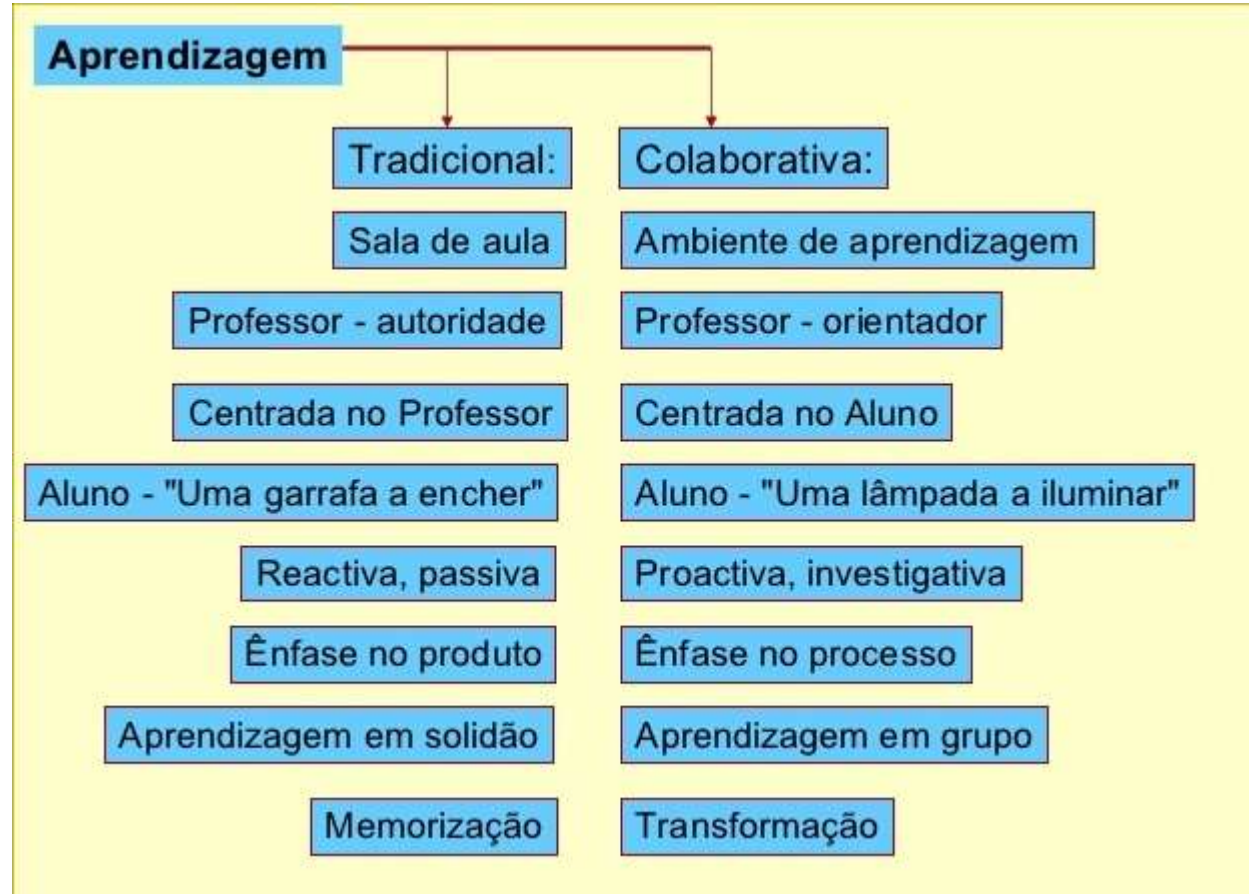 Aprendizagem
Tradicional:
Colaborativa:
Sala de aula
Ambiente de aprendizagem
Professor - autoridade
Professor - orientador
Centrada no Professor
Centrada no Aluno
Aluno - "Uma garrafa a encher"
Aluno - "Uma lâmpada a iluminar"
Reactiva, passiva
Proactiva, investigativa
Ênfase no produto
Ênfase no processo
Aprendizagem em solidão
Aprendizagem em grupo
Memorização
Transformação